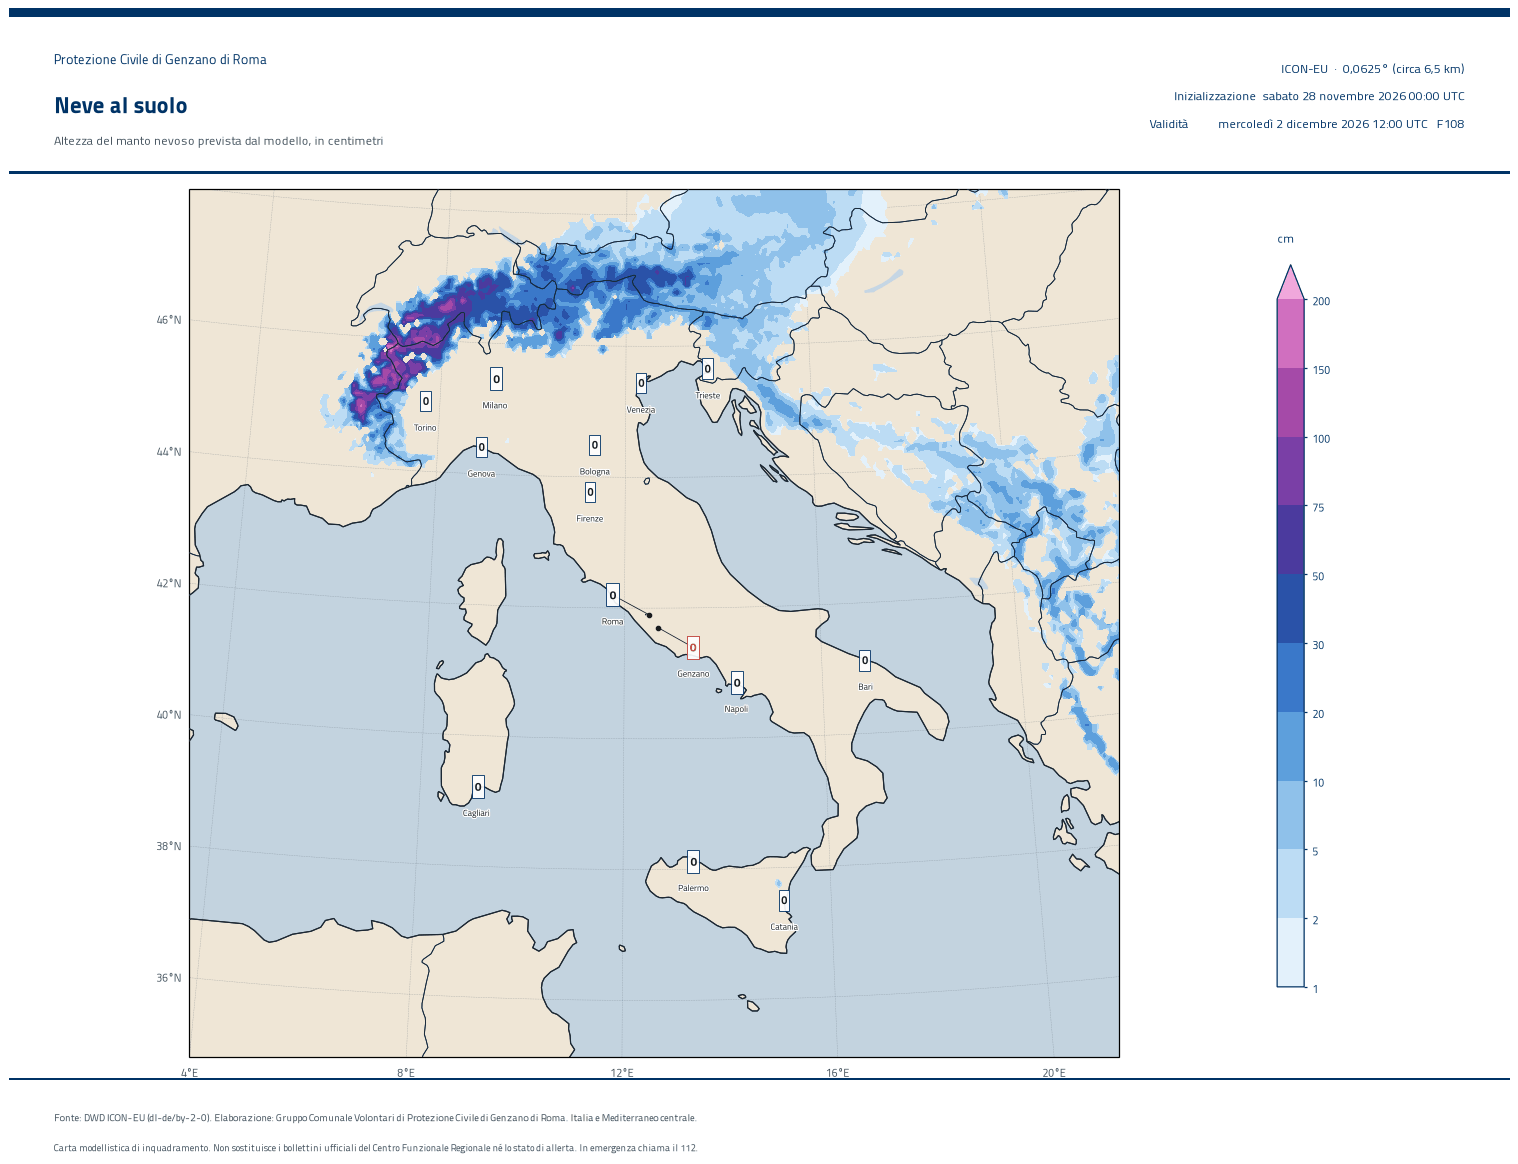 Protezione Civile di Genzano di Roma
Neve al suolo
Altezza del manto nevoso prevista dal modello, in centimetri
ICON-EU · 0,0625° (circa 6,5 km)
Inizializzazione sabato 28 novembre 2026 00:00 UTC
Validità mercoledì 2 dicembre 2026 12:00 UTC F108
cm
200
150
100
75
50
30
20
10
5
2
1
46°N
44°N
42°N
40°N
38°N
36°N
4°E
8°E
12°E
16°E
20°E
0
Torino
0
Milano
0
Venezia
0
Trieste
0
Genova
0
Bologna
0
Firenze
0
Roma
0
Genzano
0
Napoli
0
Bari
0
Cagliari
0
Palermo
0
Catania
Fonte: DWD ICON-EU (dl-de/by-2-0). Elaborazione: Gruppo Comunale Volontari di Protezione Civile di Genzano di Roma. Italia e Mediterraneo centrale.
Carta modellistica di inquadramento. Non sostituisce i bollettini ufficiali del Centro Funzionale Regionale né lo stato di allerta. In emergenza chiama il 112.